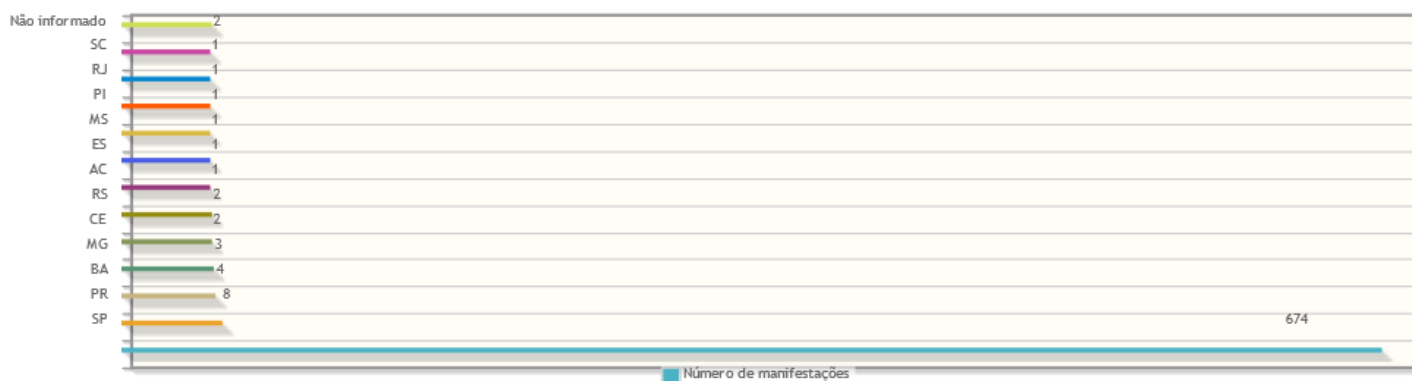 Não informado 2
SC 1
RJ 1
PI 1
MS 1
ES 1
AC 1
RS 2
CE 2
MG 3
BA 4
PR 8
SP 674
Número de manifestações